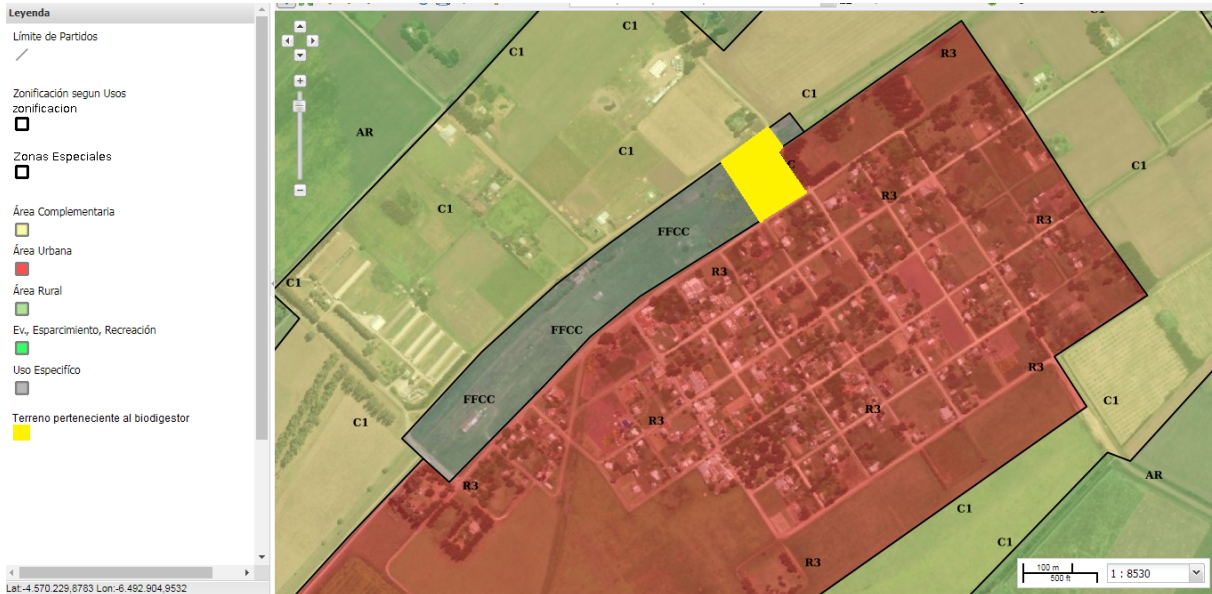 Leyenda
Límite de Partidos
Zonificación segun Usos
zonificacion
Zonas Especiales
Área Complementaria
Área Urbana
Área Rural
Ev., Esparcimiento, Recreación
Uso Especifíco
Terreno perteneciente al biodigestor
Lat:-4.570.229,8783 Lon:-6.492.904,9532
C1
C1
R3
C1
C1
AR
C1
C1
C
R3
C1
R3
FFCC
R3
C1
FFCC
R3
FFCC
C1
R3
R3
C1
R3
AR
C1
C1
R3
100 m
500 ft
1 : 8530